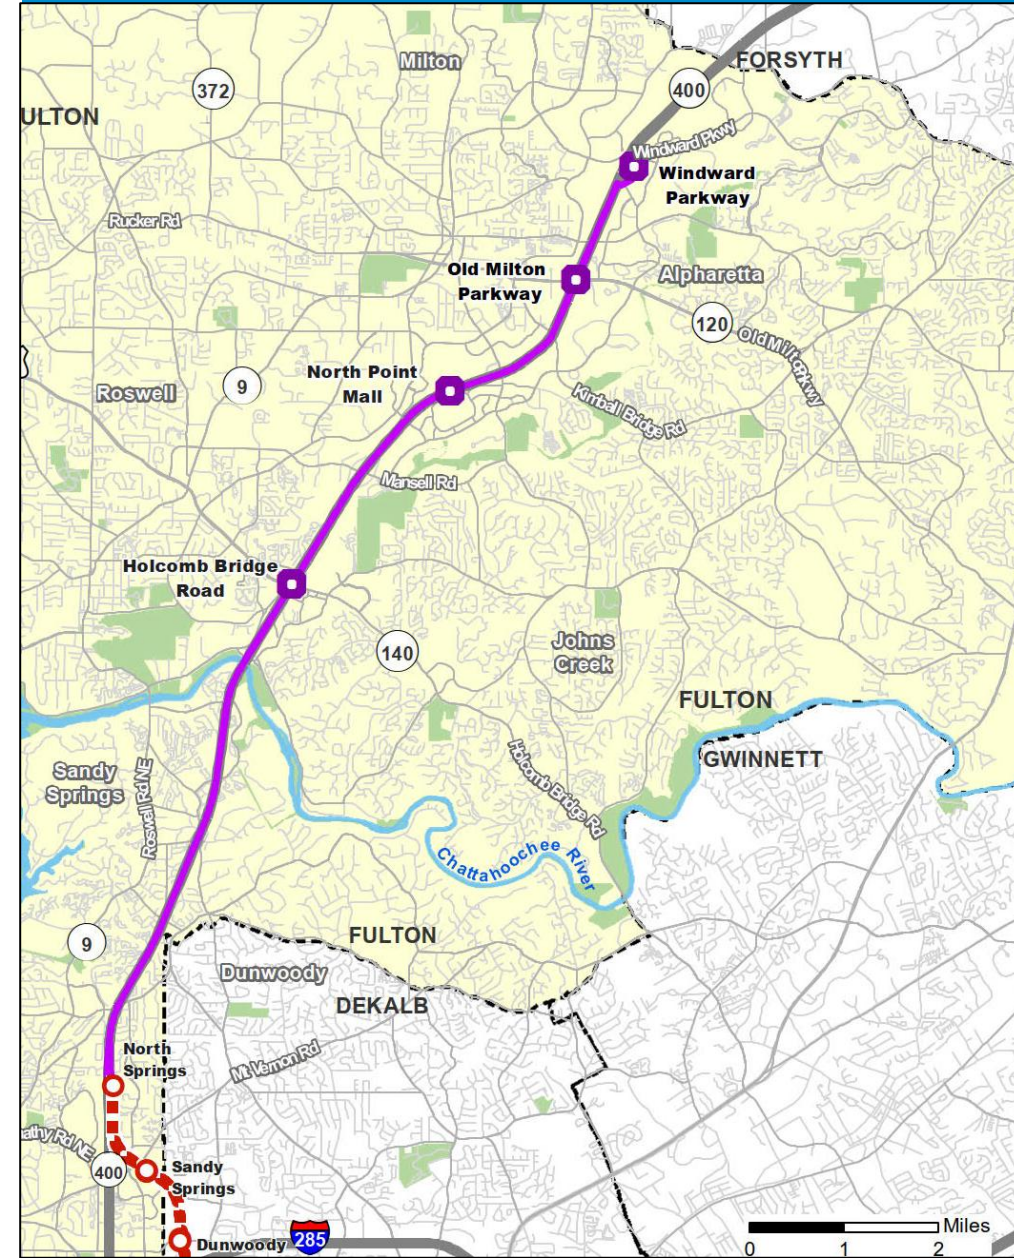 FORSYTH
Milton
372
400
ULTON
Windward Pkwy
Windward
Parkway
Rucker Rd
Old Milton
Parkway
Alpharetta
120
Old Milton Pkwy
North Point
Mall
Roswell
9
Kimball Bridge Rd
Mansell Rd
Holcomb Bridge
Road
140
Johns
Creek
FULTON
GWINNETT
Sandy
Springs
Roswell Rd NE
Holcomb Bridge Rd
Chattahoochee River
9
FULTON
Dunwoody
DEKALB
North
Springs
Mt Vernon Rd
athy Rd NE
400
Sandy
Springs
Dunwoody
285
Miles
0 1 2